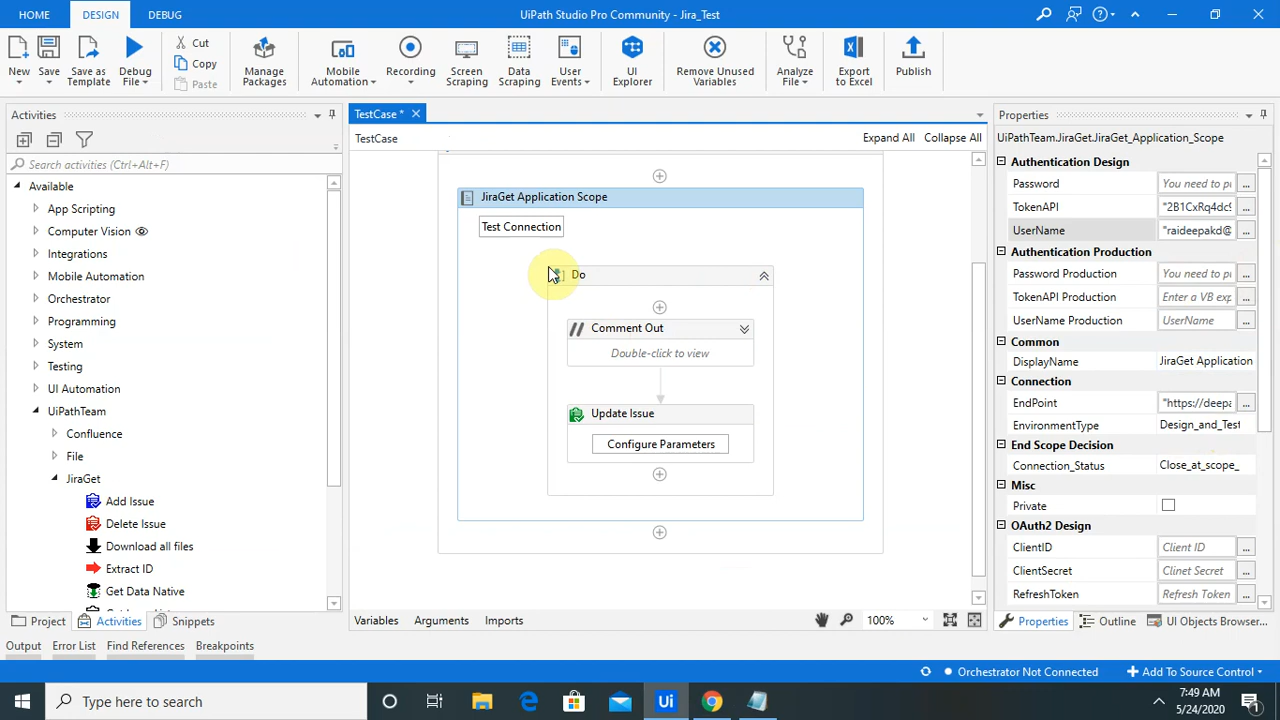 HOME DESIGN DEBUG UiPath Studio Pro Community - Jira_Test
New Save Save as Template Debug File Cut Copy Paste Manage Packages Mobile Automation Recording Screen Scraping Data Scraping User Events UI Explorer Remove Unused Variables Analyze File Export to Excel Publish
Activities
TestCase *
Properties
TestCase Expand All Collapse All
UiPathTeam.JiraGet.JiraGet_Application_Scope
Search activities (Ctrl+Alt+F)
Available
App Scripting
Computer Vision
Integrations
Mobile Automation
Orchestrator
Programming
System
Testing
UI Automation
UiPathTeam
Confluence
File
JiraGet
Add Issue
Delete Issue
Download all files
Extract ID
Get Data Native
JiraGet Application Scope
Test Connection
Do
Comment Out
Double-click to view
Update Issue
Configure Parameters
Authentication Design
Password You need to
TokenAPI "2B1CxRq4dc
UserName "raideepakd@
Authentication Production
Password Production You need to
TokenAPI Production Enter a VB exp
UserName Production UserName
Common
DisplayName JiraGet Application
Connection
EndPoint "https://deepa
EnvironmentType Design_and_Test
End Scope Decision
Connection_Status Close_at_scope_
Misc
Private
OAuth2 Design
ClientID Client ID
ClientSecret Clinet Secret
RefreshToken Refresh Token
Project Activities Snippets
Variables Arguments Imports 100%
Properties Outline UI Objects Browser...
Output Error List Find References Breakpoints
Orchestrator Not Connected Add To Source Control
Type here to search
Ui
7:49 AM
5/24/2020
1